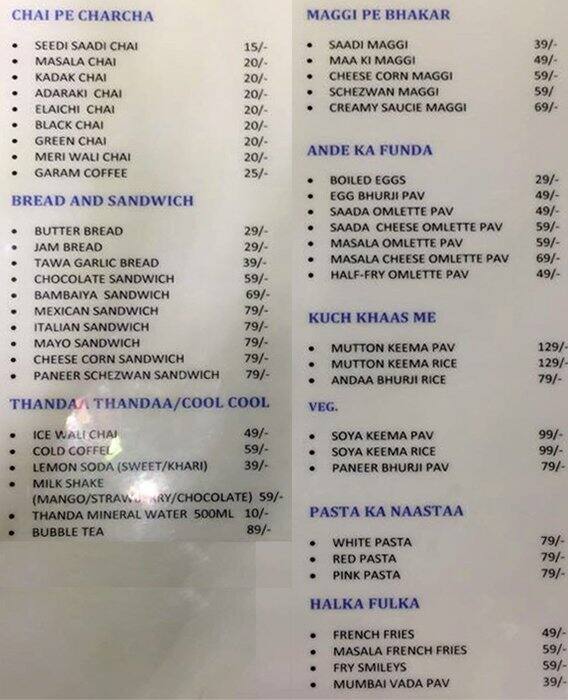 CHAI PE CHARCHA
• SEEDI SAADI CHAI 15/-
• MASALA CHAI 20/-
• KADAK CHAI 20/-
• ADARAKI CHAI 20/-
• ELAICHI CHAI 20/-
• BLACK CHAI 20/-
• GREEN CHAI 20/-
• MERI WALI CHAI 20/-
• GARAM COFFEE 25/-
BREAD AND SANDWICH
• BUTTER BREAD 29/-
• JAM BREAD 29/-
• TAWA GARLIC BREAD 39/-
• CHOCOLATE SANDWICH 59/-
• BAMBAIYA SANDWICH 69/-
• MEXICAN SANDWICH 79/-
• ITALIAN SANDWICH 79/-
• MAYO SANDWICH 79/-
• CHEESE CORN SANDWICH 79/-
• PANEER SCHEZWAN SANDWICH 79/-
THANDAA THANDAA/COOL COOL
• ICE WALI CHAI 49/-
• COLD COFFEE 59/-
• LEMON SODA (SWEET/KHARI) 39/-
• MILK SHAKE
(MANGO/STRAWBERRY/CHOCOLATE) 59/-
• THANDA MINERAL WATER 500ML 10/-
• BUBBLE TEA 89/-
MAGGI PE BHAKAR
• SAADI MAGGI 39/-
• MAA KI MAGGI 49/-
• CHEESE CORN MAGGI 59/-
• SCHEZWAN MAGGI 59/
• CREAMY SAUCIE MAGGI 69/-
ANDE KA FUNDA
• BOILED EGGS 29/-
• EGG BHURJI PAV 49/-
• SAADA OMLETTE PAV 49/-
• SAADA CHEESE OMLETTE PAV 59/-
• MASALA OMLETTE PAV 59/-
• MASALA CHEESE OMLETTE PAV 69/-
• HALF-FRY OMLETTE PAV 49/-
KUCH KHAAS ME
• MUTTON KEEMA PAV 129/-
• MUTTON KEEMA RICE 129/-
• ANDAA BHURJI RICE 79/-
VEG.
• SOYA KEEMA PAV 99/-
• SOYA KEEMA RICE 99/-
• PANEER BHURJI PAV 79/-
PASTA KA NAASTAA
• WHITE PASTA 79/-
• RED PASTA 79/-
• PINK PASTA 79/-
HALKA FULKA
• FRENCH FRIES 49/-
• MASALA FRENCH FRIES 59/-
• FRY SMILEYS 59/-
• MUMBAI VADA PAV 39/-